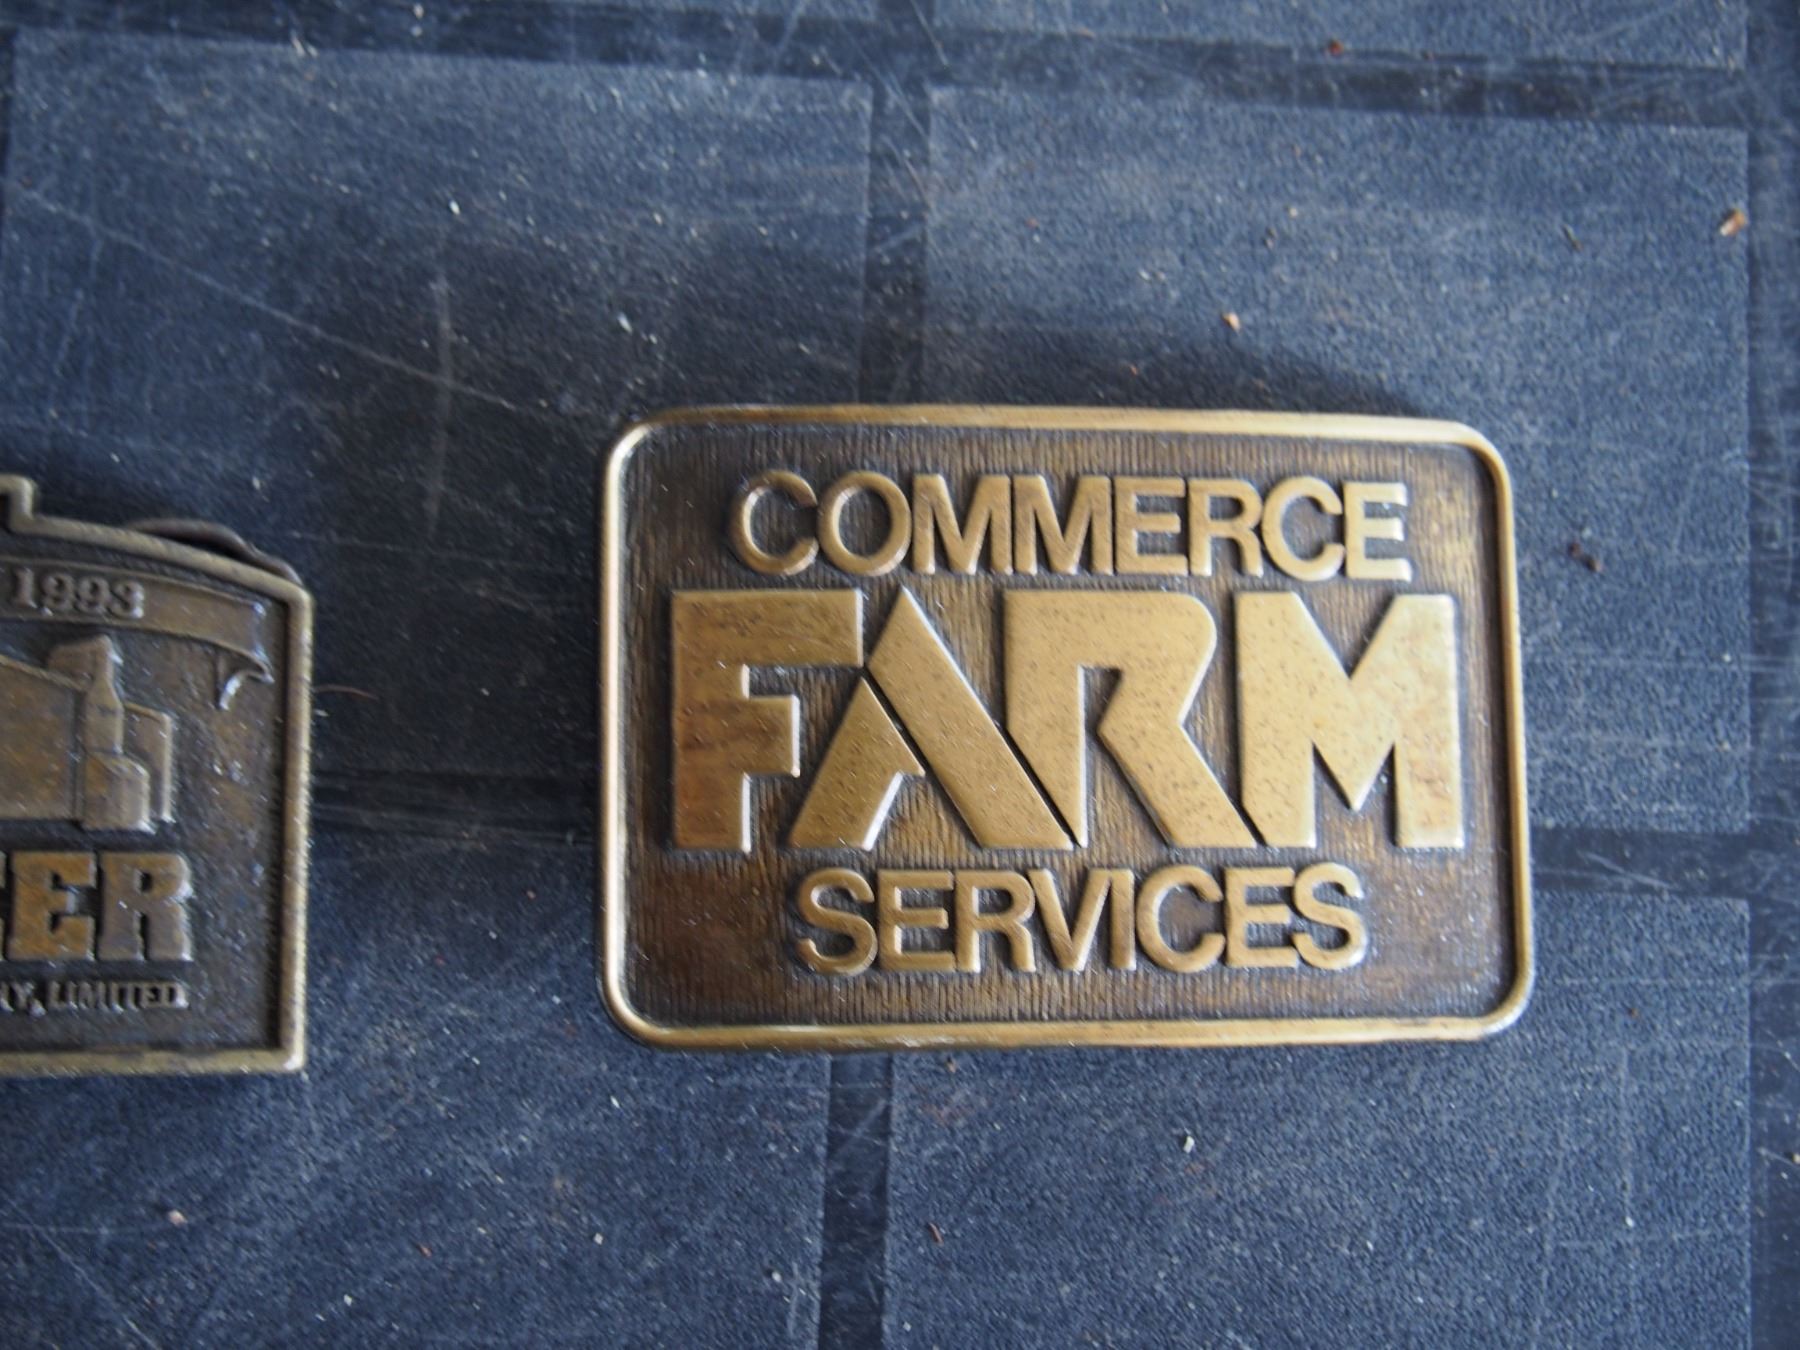 1993
LIMITED
COMMERCE
FARM
SERVICES